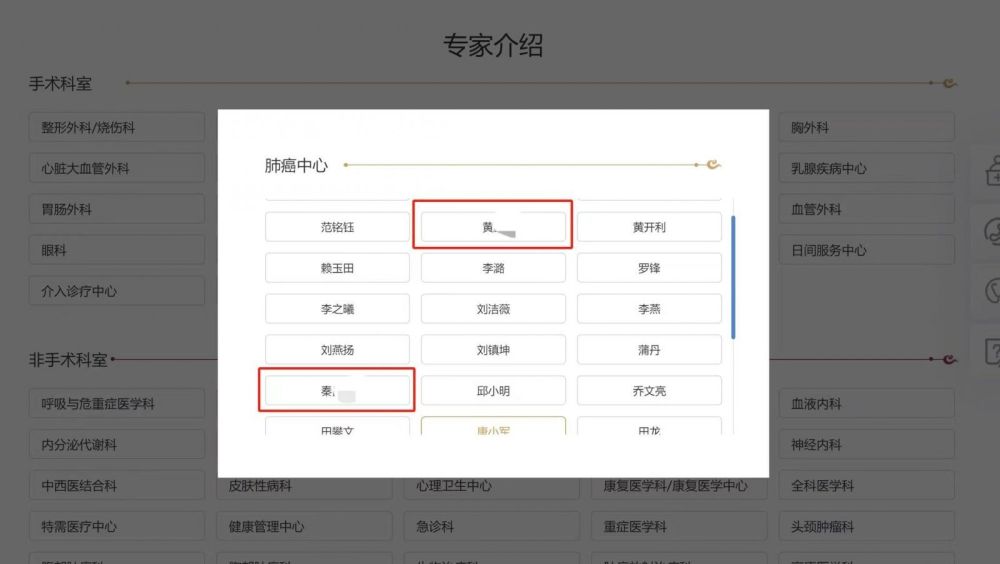 专家介绍
手术科室
整形外科/烧伤科
胸外科
心脏大血管外科
乳腺疾病中心
胃肠外科
血管外科
眼科
日间服务中心
介入诊疗中心
肺癌中心
范铭钰 黄 黄开利
赖玉田 李潞 罗锋
李之曦 刘洁薇 李燕
刘燕扬 刘镇坤 蒲丹
秦 邱小明 乔文亮
田攀文 唐小军 田龙
非手术科室
呼吸与危重症医学科
血液内科
内分泌代谢科
神经内科
中西医结合科 皮肤性病科 心理卫生中心 康复医学科/康复医学中心 全科医学科
特需医疗中心 健康管理中心 急诊科 重症医学科 头颈肿瘤科